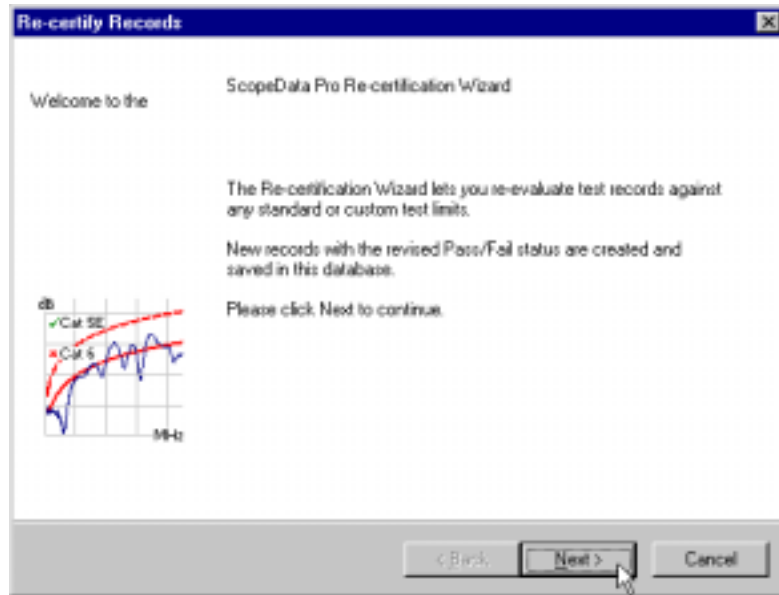 Re-certify Records
Welcome to the
ScopeData Pro Re-certification Wizard
The Re-certification Wizard lets you re-evaluate test records against
any standard or custom test limits.
New records with the revised Pass/Fail status are created and
saved in this database.
Please click Next to continue.
db
✓Cat 5E
×Cat 6
MHz
< Back
Next >
Cancel